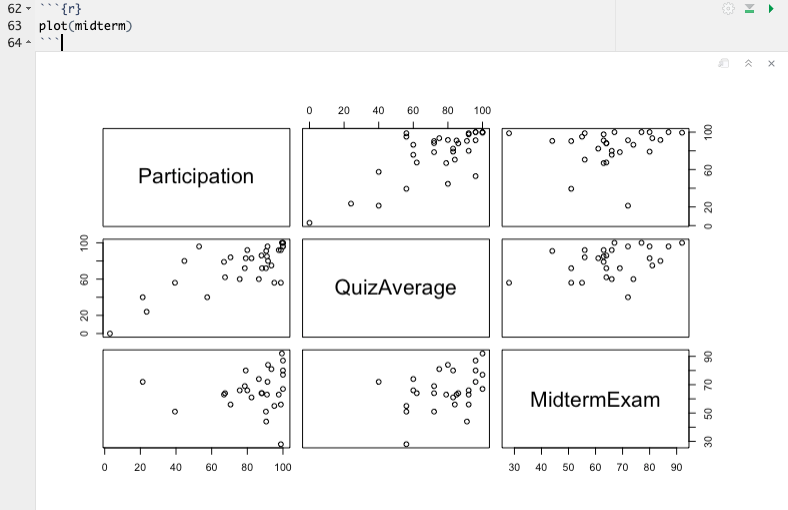 62 ```{r}
63 plot(midterm)
64 ```
0 20 40 60 80 100
Participation
0 20 60 100
0 20 60 100
QuizAverage
MidtermExam
30 50 70 90
0 20 40 60 80 100
30 40 50 60 70 80 90